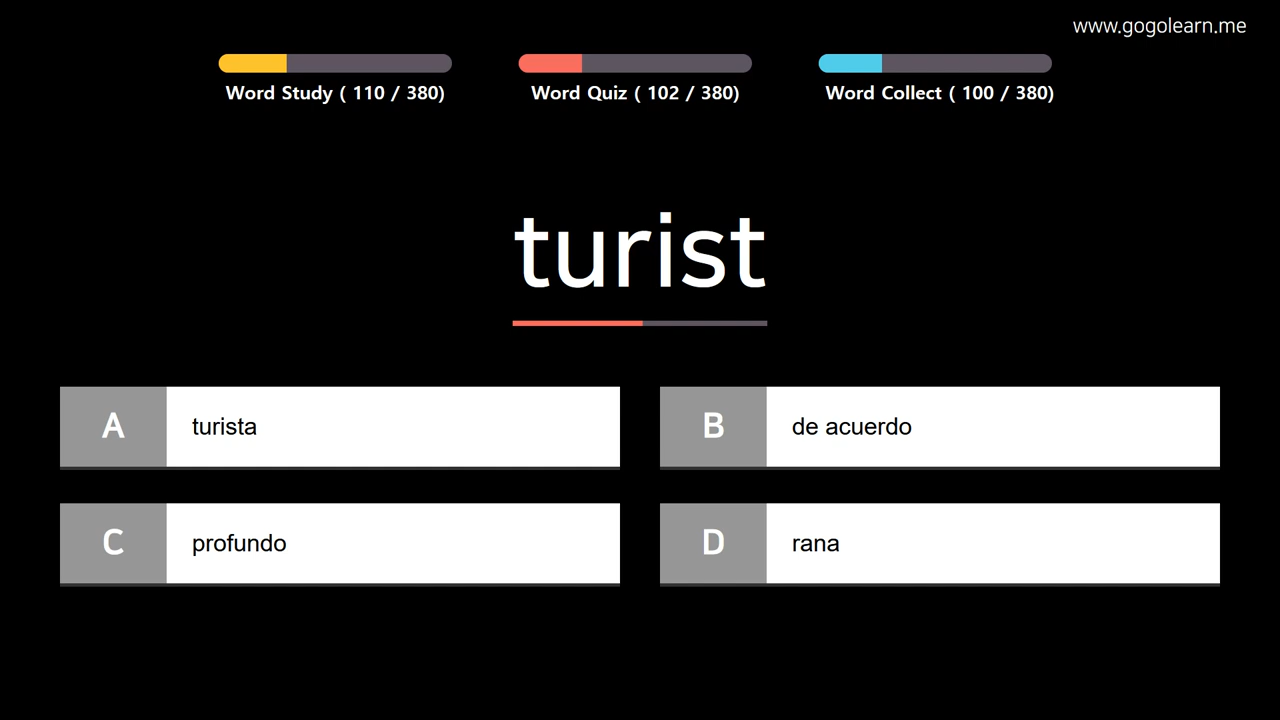 www.gogolearn.me
Word Study ( 110 / 380)
Word Quiz ( 102 / 380)
Word Collect ( 100 / 380)
turist
A turista
B de acuerdo
C profundo
D rana